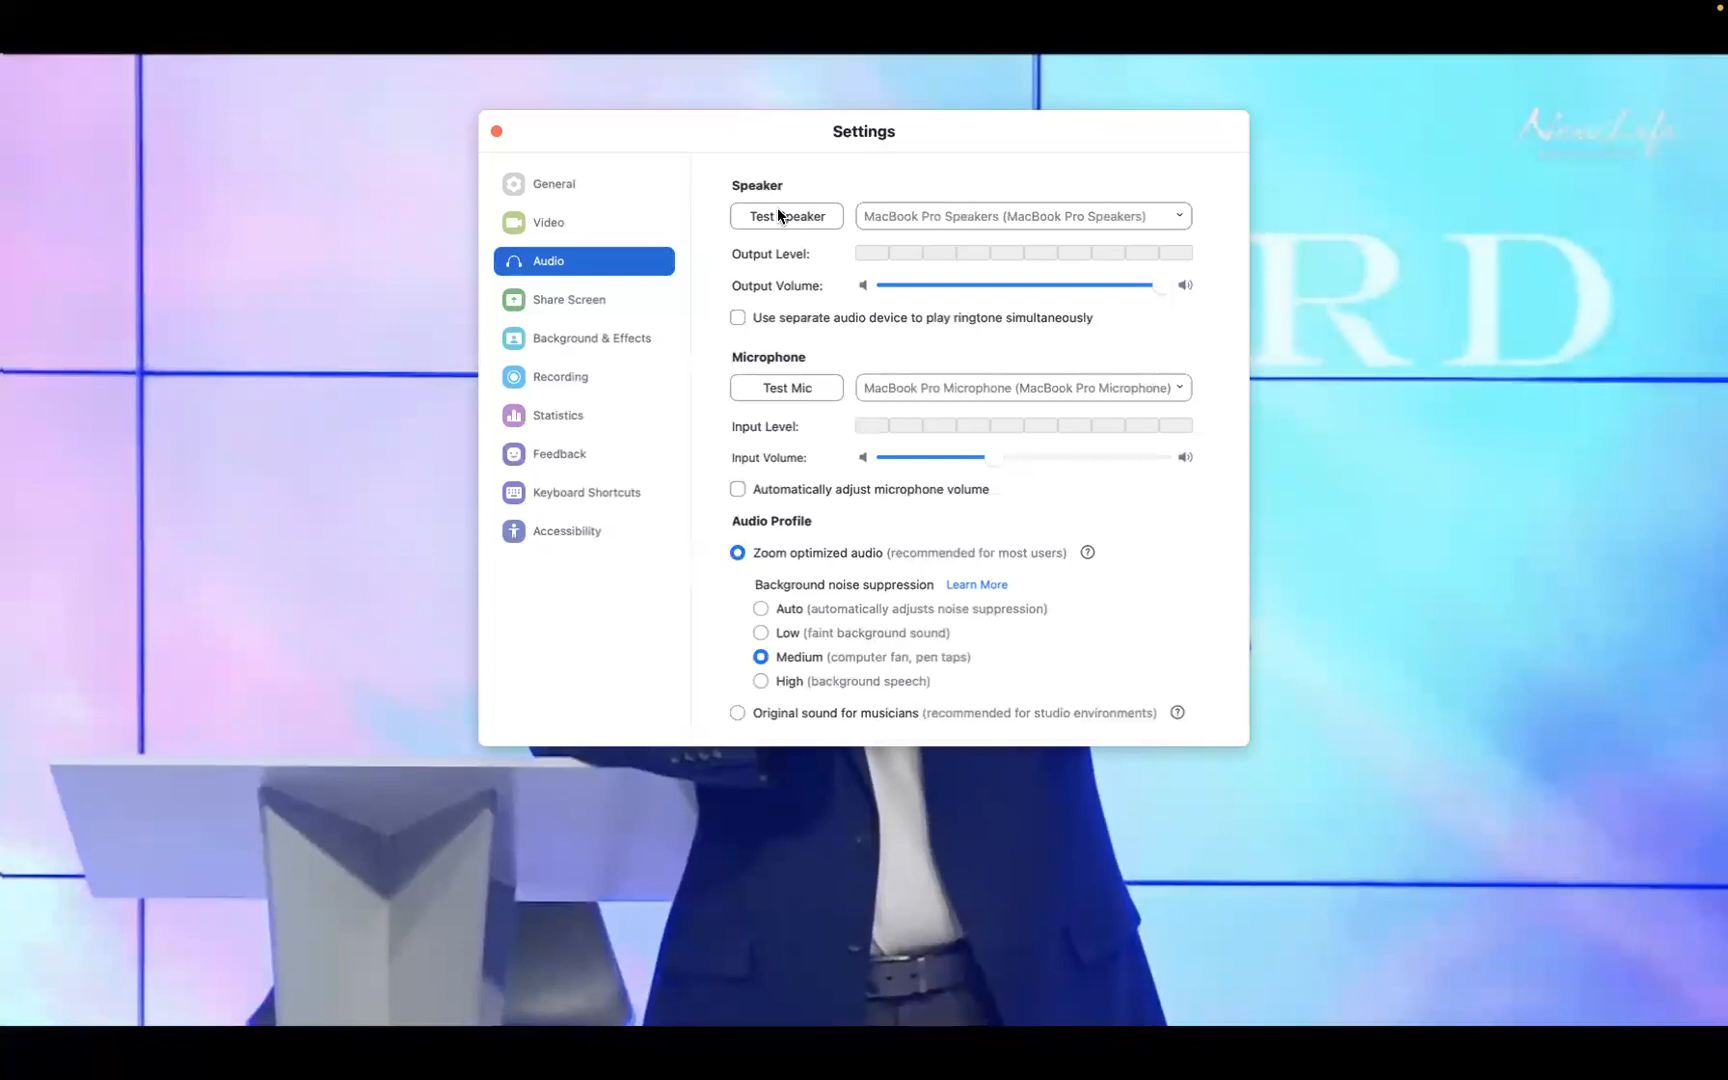 Settings
General
Video
Audio
Share Screen
Background & Effects
Recording
Statistics
Feedback
Keyboard Shortcuts
Accessibility
Speaker
Test Speaker
MacBook Pro Speakers (MacBook Pro Speakers)
Output Level:
Output Volume:
Use separate audio device to play ringtone simultaneously
Microphone
Test Mic
MacBook Pro Microphone (MacBook Pro Microphone)
Input Level:
Input Volume:
Automatically adjust microphone volume
Audio Profile
Zoom optimized audio (recommended for most users)
Background noise suppression Learn More
Auto (automatically adjusts noise suppression)
Low (faint background sound)
Medium (computer fan, pen taps)
High (background speech)
Original sound for musicians (recommended for studio environments)
RD